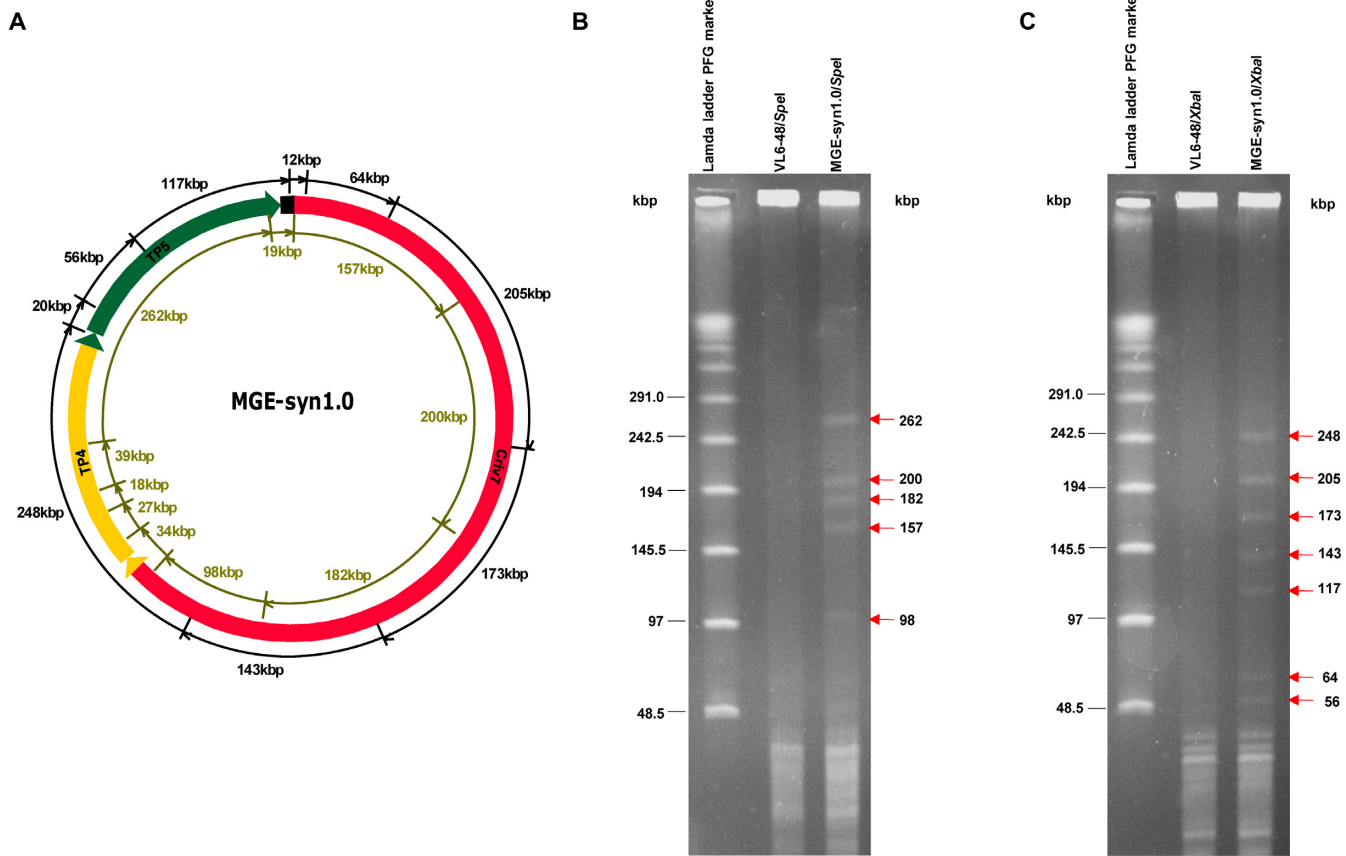 A
12kbp
117kbp
64kbp
56kbp
TP5
19kbp
157kbp
20kbp
262kbp
205kbp
MGE-syn1.0
200kbp
39kbp
TP4
Criv7
18kbp
27kbp
248kbp
34kbp
98kbp
182kbp
173kbp
143kbp
B
Lamda ladder PFG marke
VL6-48/SpeI
MGE-syn1.0/SpeI
kbp
kbp
291.0
242.5
194
145.5
97
48.5
262
200
182
157
98
C
Lamda ladder PFG marke
VL6-48/XbaI
MGE-syn1.0/XbaI
kbp
kbp
291.0
242.5
194
145.5
97
48.5
248
205
173
143
117
64
56